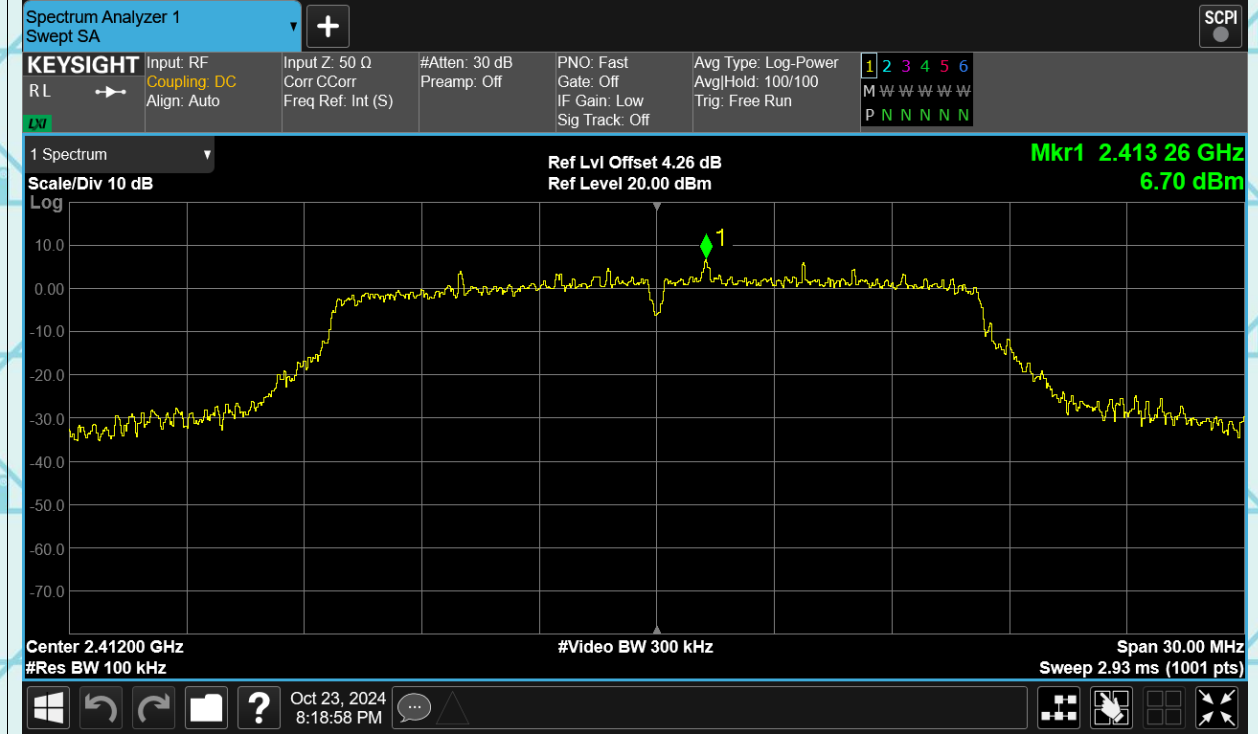 Spectrum Analyzer 1
Swept SA
SCPI
KEYSIGHT
R L
LXI
Input: RF
Coupling: DC
Align: Auto
Input Z: 50 Ω
Corr CCorr
Freq Ref: Int (S)
#Atten: 30 dB
Preamp: Off
PNO: Fast
Gate: Off
IF Gain: Low
Sig Track: Off
Avg Type: Log-Power
Avg|Hold: 100/100
Trig: Free Run
1 2 3 4 5 6
M W W W W W
P N N N N N
1 Spectrum
Scale/Div 10 dB
Log
Ref Lvl Offset 4.26 dB
Ref Level 20.00 dBm
Mkr1 2.413 26 GHz
6.70 dBm
1
10.0
0.00
-10.0
-20.0
-30.0
-40.0
-50.0
-60.0
-70.0
Center 2.41200 GHz
#Res BW 100 kHz
#Video BW 300 kHz
Span 30.00 MHz
Sweep 2.93 ms (1001 pts)
?
Oct 23, 2024
8:18:58 PM